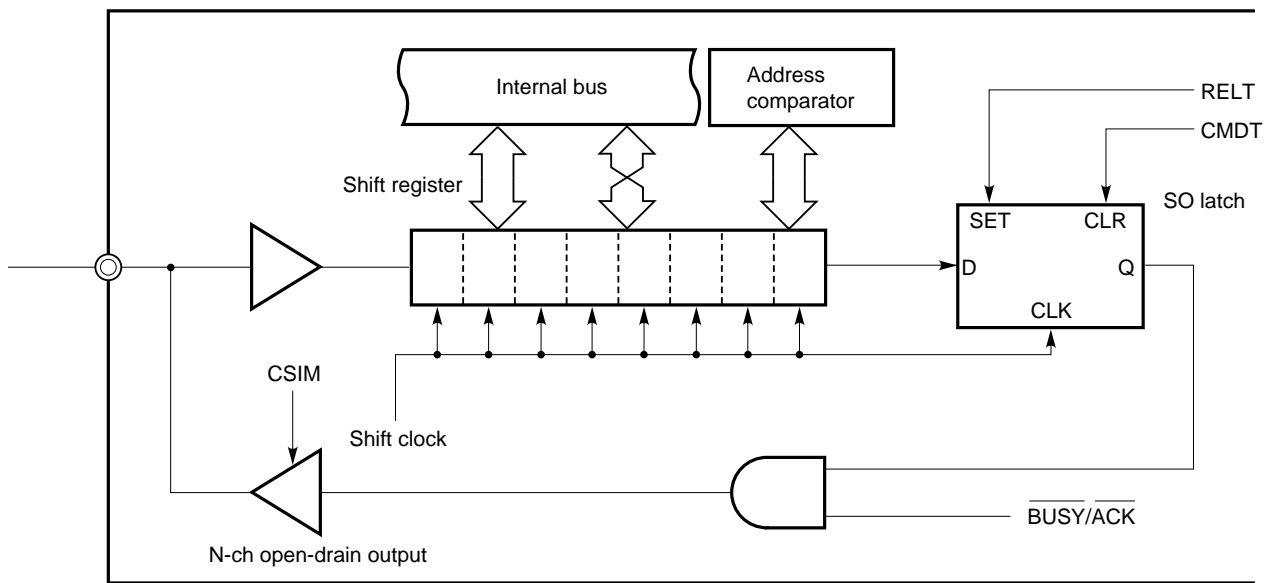 Internal bus
Address
comparator
RELT
CMDT
Shift register
SO latch
SET
CLR
D
Q
CLK
CSIM
Shift clock
BUSY/ACK
N-ch open-drain output